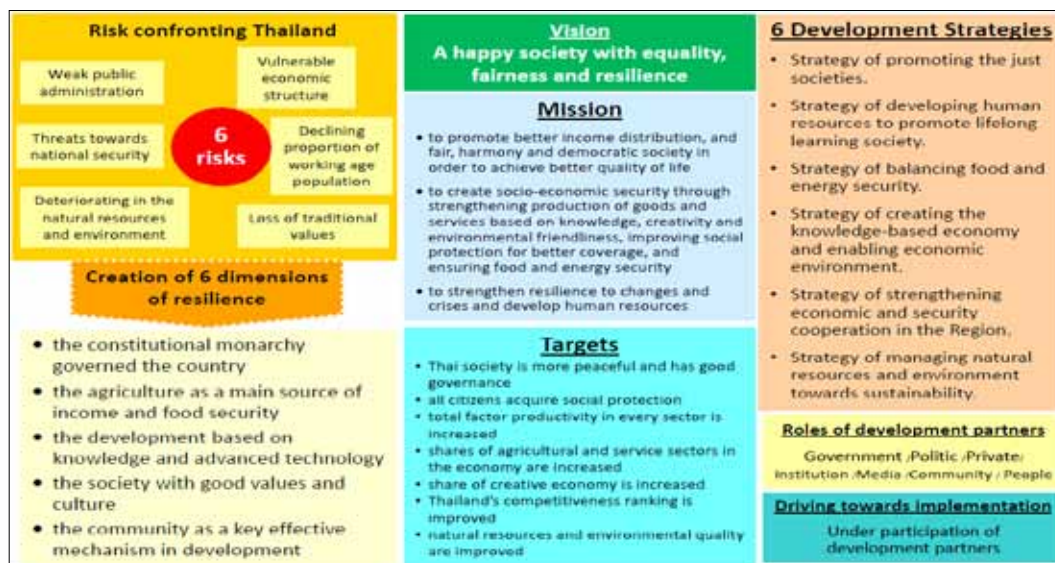 Risk confronting Thailand
Weak public
administration
Vulnerable
economic
structure
Threats towards
national security
6
risks
Declining
proportion of
working age
population
Deteriorating in the
natural resources
and environment
Loss of traditional
values
Creation of 6 dimensions
of resilience
• the constitutional monarchy
governed the country
• the agriculture as a main source of
income and food security
• the development based on
knowledge and advanced technology
• the society with good values and
culture
• the community as a key effective
mechanism in development
Vision
A happy society with equality,
fairness and resilience
Mission
• to promote better income distribution, and
fair, harmony and democratic society in
order to achieve better quality of life
• to create socio-economic security through
strengthening production of goods and
services based on knowledge, creativity and
environmental friendliness, improving social
protection for better coverage, and
ensuring food and energy security
• to strengthen resilience to changes and
crises and develop human resources
Targets
• Thai society is more peaceful and has good
governance
• all citizens acquire social protection
• total factor productivity in every sector is
increased
• shares of agricultural and service sectors in
the economy are increased
• share of creative economy is increased
• Thailand's competitiveness ranking is
improved
• natural resources and environmental quality
are improved
6 Development Strategies
• Strategy of promoting the just
societies.
• Strategy of developing human
resources to promote lifelong
learning society.
• Strategy of balancing food and
energy security.
• Strategy of creating the
knowledge-based economy
and enabling economic
environment.
• Strategy of strengthening
economic and security
cooperation in the Region.
• Strategy of managing natural
resources and environment
towards sustainability.
Roles of development partners
Government /Politic /Private/
Institution /Media /Community / People
Driving towards implementation
Under participation of
development partners